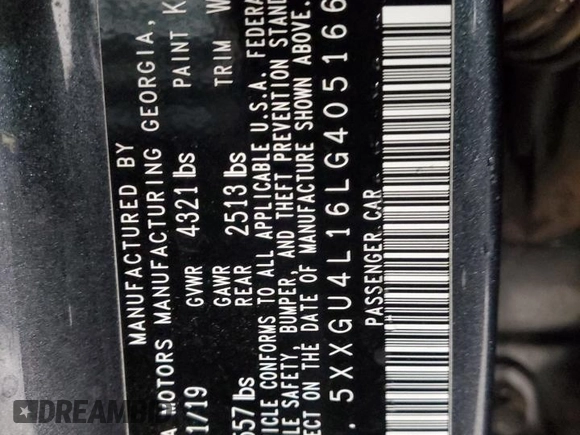 MANUFACTURED BY
MOTORS MANUFACTURING GEORGIA,
1/19 GVWR 4321 lbs PAINT K
GAWR
557 lbs REAR 2513 lbs TRIM W
ICLE CONFORMS TO ALL APPLICABLE U.S.A. FEDERA
LE SAFETY, BUMPER, AND THEFT PREVENTION STAND
ECT ON THE DATE OF MANUFACTURE SHOWN ABOVE.
5XXGU4L16LG405166
PASSENGER CAR